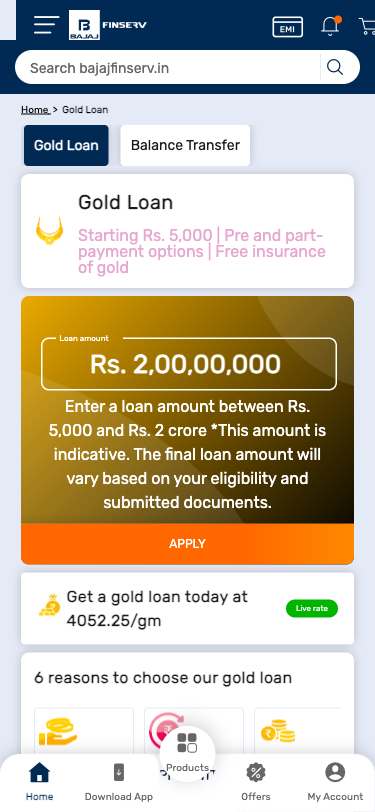 B
BAJAJ
FINSERV
EMI
Search bajajfinserv.in
Home > Gold Loan
Gold Loan
Balance Transfer
Gold Loan
Starting Rs. 5,000 | Pre and part-
payment options | Free insurance
of gold
Loan amount
Rs. 2,00,00,000
Enter a loan amount between Rs.
5,000 and Rs. 2 crore *This amount is
indicative. The final loan amount will
vary based on your eligibility and
submitted documents.
APPLY
Get a gold loan today at
4052.25/gm
Live rate
6 reasons to choose our gold loan
Home
Download App
Products
Offers
My Account